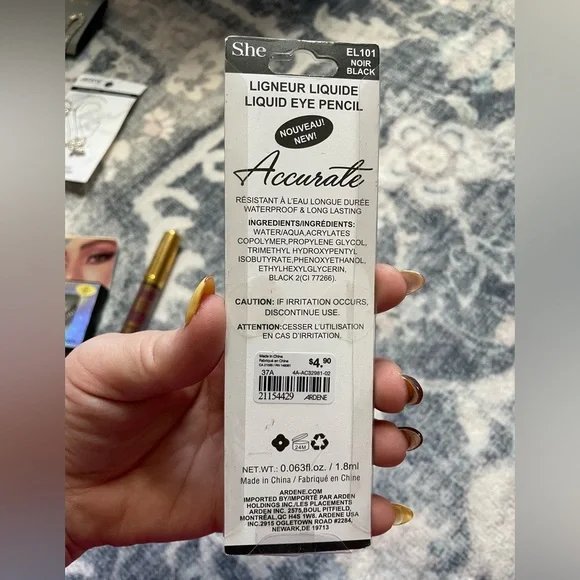 S.he
EL101
NOIR
BLACK
LIGNEUR LIQUIDE
LIQUID EYE PENCIL
NOUVEAU!
NEW!
Accurate
RÉSISTANT À L'EAU LONGUE DURÉE
WATERPROOF & LONG LASTING
INGREDIENTS/INGRÉDIENTS:
WATER/AQUA,ACRYLATES
COPOLYMER,PROPYLENE GLYCOL,
TRIMETHYL HYDROXYPENTYL
ISOBUTYRATE,PHENOXYETHANOL,
ETHYLHEXYLGLYCERIN,
BLACK 2(CI 77266).
CAUTION: IF IRRITATION OCCURS,
DISCONTINUE USE.
ATTENTION:CESSER L'UTILISATION
EN CAS D'IRRITATION.
Made in China
Fabriqué en Chine
$4.90
37A
4A-AC32981-02
21154429
ARDENE
24M
NET WT.: 0.063fl.oz. / 1.8ml
Made in China / Fabriqué en Chine
ARDENE.COM
IMPORTED BY/IMPORTÉ PAR ARDEN
HOLDINGS INC./LES PLACEMENTS
ARDEN INC. 2575,BOUL PITFIELD,
MONTRÉAL,QC H4S 1W8. ARDENE USA
INC.2915 OGLETOWN ROAD #2284,
NEWARK,DE 19713